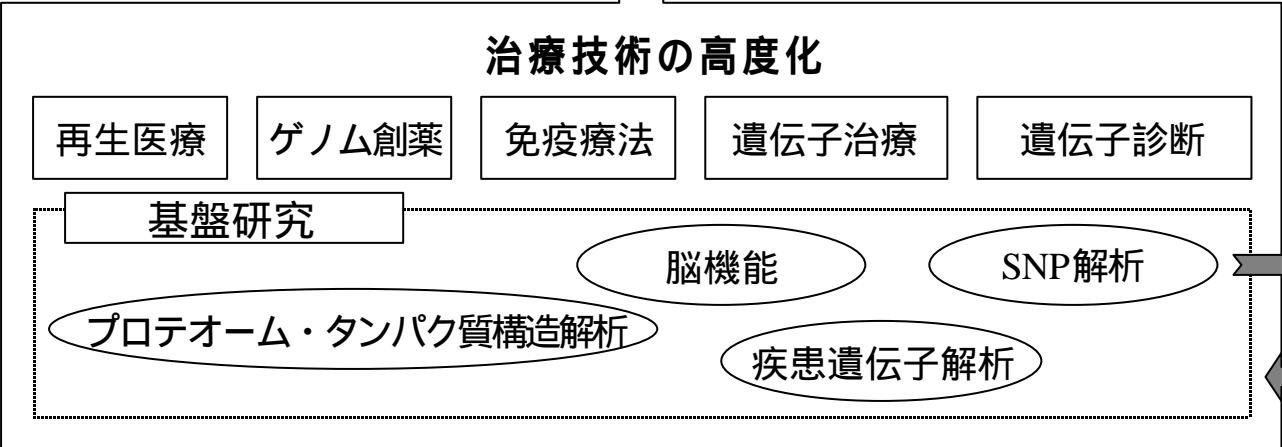 治療技術の高度化
再生医療
ゲノム創薬
免疫療法
遺伝子治療
遺伝子診断
基盤研究
脳機能
SNP解析
プロテオーム・タンパク質構造解析
疾患遺伝子解析